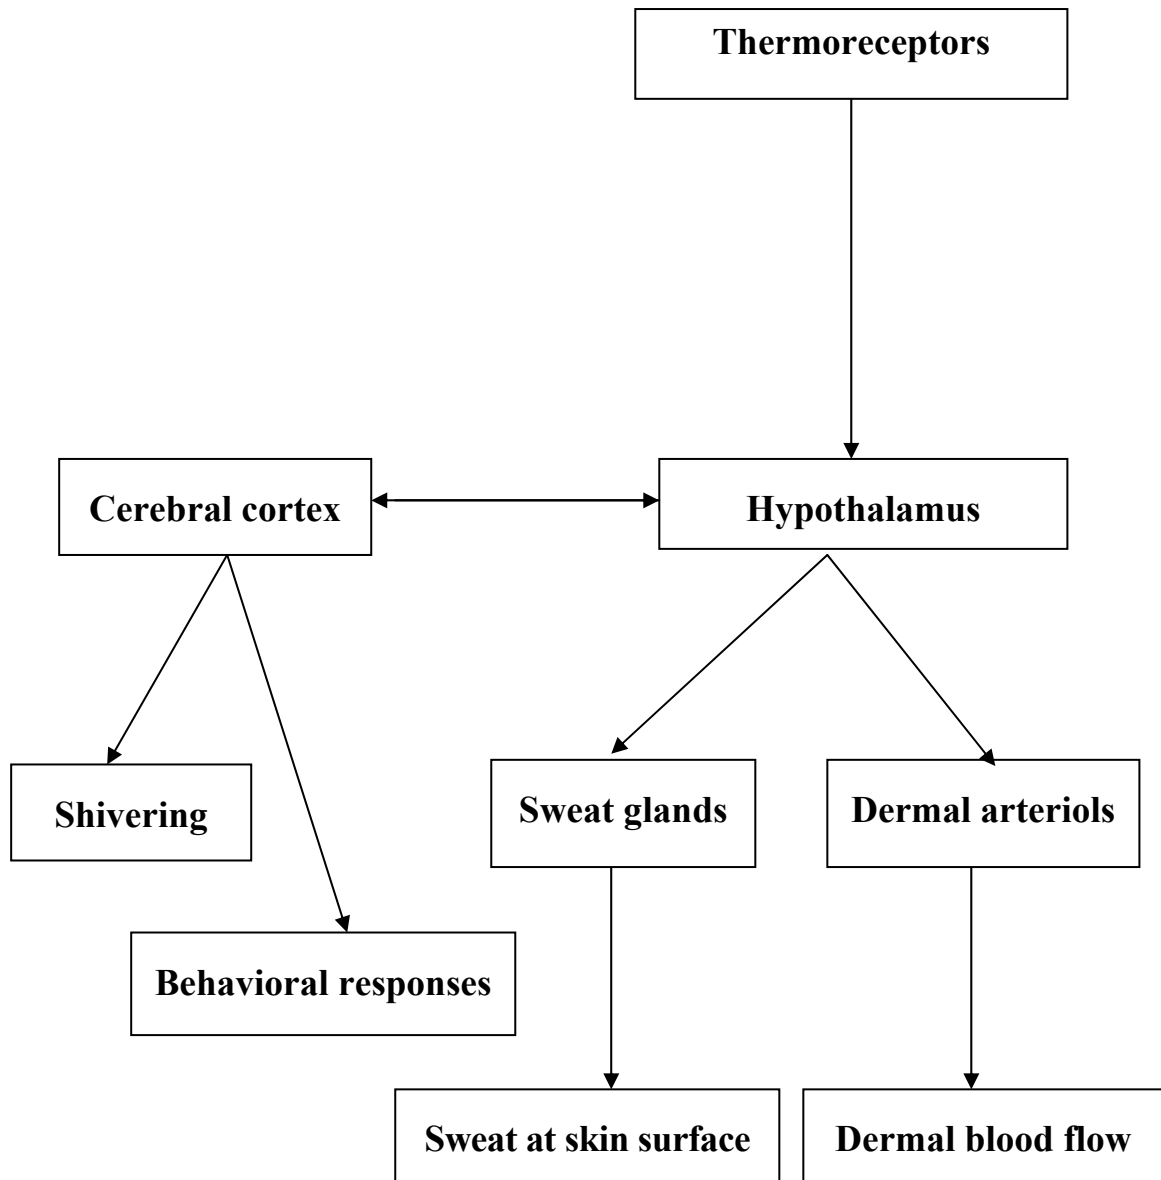 Thermoreceptors
Cerebral cortex
Hypothalamus
Shivering
Sweat glands
Dermal arteriols
Behavioral responses
Sweat at skin surface
Dermal blood flow